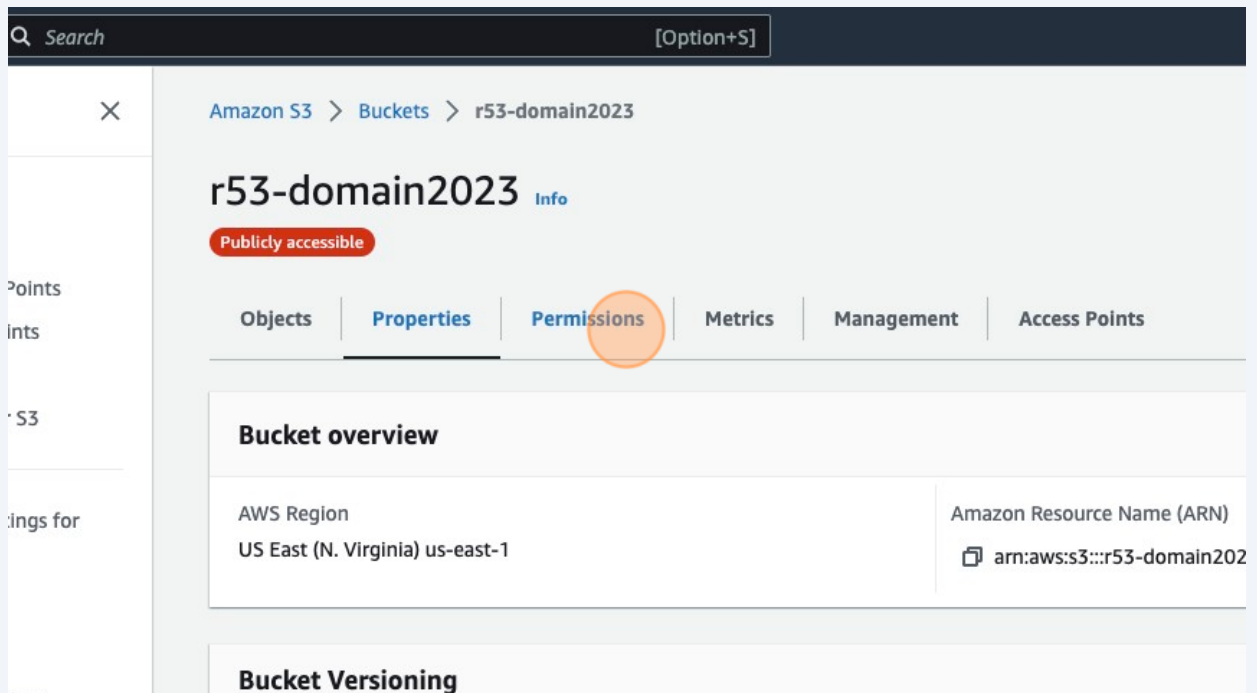 Search [Option+S]
Amazon S3 > Buckets > r53-domain2023
r53-domain2023 Info
Publicly accessible
Points
ints
Objects Properties Permissions Metrics Management Access Points
S3
Bucket overview
ings for
AWS Region Amazon Resource Name (ARN)
US East (N. Virginia) us-east-1 arn:aws:s3:::r53-domain202
Bucket Versioning